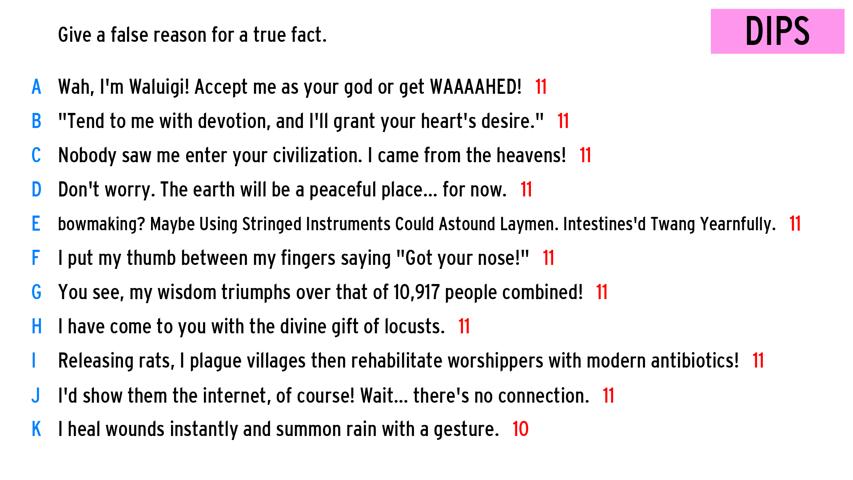 Give a false reason for a true fact.
DIPS
A Wah, I'm Waluigi! Accept me as your god or get WAAAAHED! 11
B "Tend to me with devotion, and I'll grant your heart's desire." 11
C Nobody saw me enter your civilization. I came from the heavens! 11
D Don't worry. The earth will be a peaceful place... for now. 11
E bowmaking? Maybe Using Stringed Instruments Could Astound Laymen. Intestines'd Twang Yearnfully. 11
F I put my thumb between my fingers saying "Got your nose!" 11
G You see, my wisdom triumphs over that of 10,917 people combined! 11
H I have come to you with the divine gift of locusts. 11
I Releasing rats, I plague villages then rehabilitate worshippers with modern antibiotics! 11
J I'd show them the internet, of course! Wait... there's no connection. 11
K I heal wounds instantly and summon rain with a gesture. 10